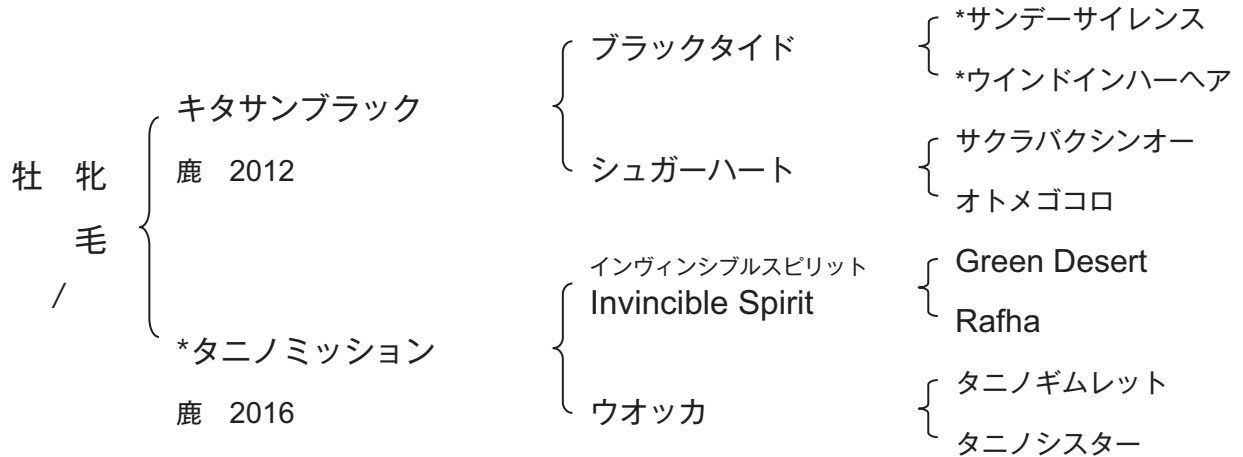 *サンデーサイレンス
ブラックタイド
*ウインドインハーヘア
キタサンブラック
鹿 2012
サクラバクシンオー
シュガーハート
オトメゴコロ
牡 牝
毛
/
インヴィンシブルスピリット
Invincible Spirit
Green Desert
Rafha
*タニノミッション
鹿 2016
タニノギムレット
ウオッカ
タニノシスター